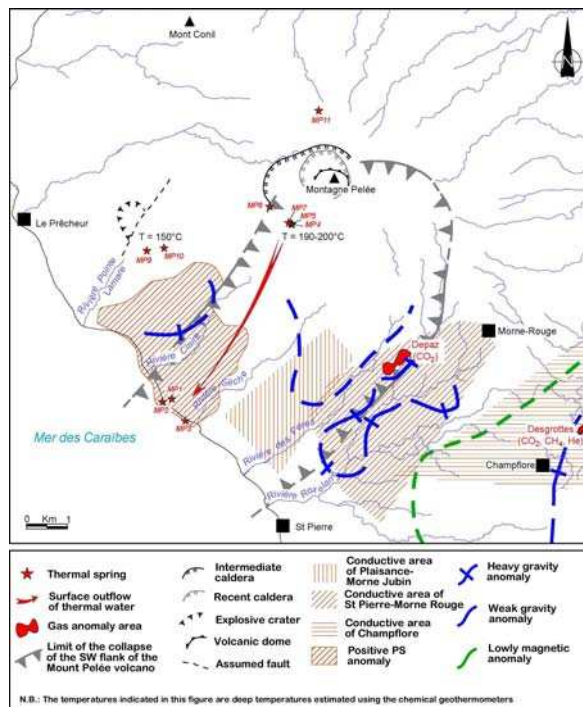 Mont Conil
N
MP11
Montagne Pelée
Le Prêcheur
MP6
MP7
MP5
MP4
T = 150°C
T = 190-200°C
MP9
MP10
Rivière Pointe
Lamare
Rivière Claire
Rivière Sèche
Morne-Rouge
Depaz
(CO2)
MP1
MP2
MP3
Mer des Caraïbes
Rivière des Pères
Desgrottes
(CO2, CH4, He)
Champflore
Rivière Roxelane
0 Km 1
St Pierre
Thermal spring
Surface outflow
of thermal water
Gas anomaly area
Limit of the collapse
of the SW flank of the
Mount Pelée volcano
Intermediate
caldera
Recent caldera
Explosive crater
Volcanic dome
Assumed fault
Conductive area
of Plaisance-
Morne Jubin
Conductive area of
St Pierre-Morne Rouge
Conductive area
of Champflore
Positive PS
anomaly
Heavy gravity
anomaly
Weak gravity
anomaly
Lowly magnetic
anomaly
N.B.: The temperatures indicated in this figure are deep temperatures estimated using the chemical geothermometers